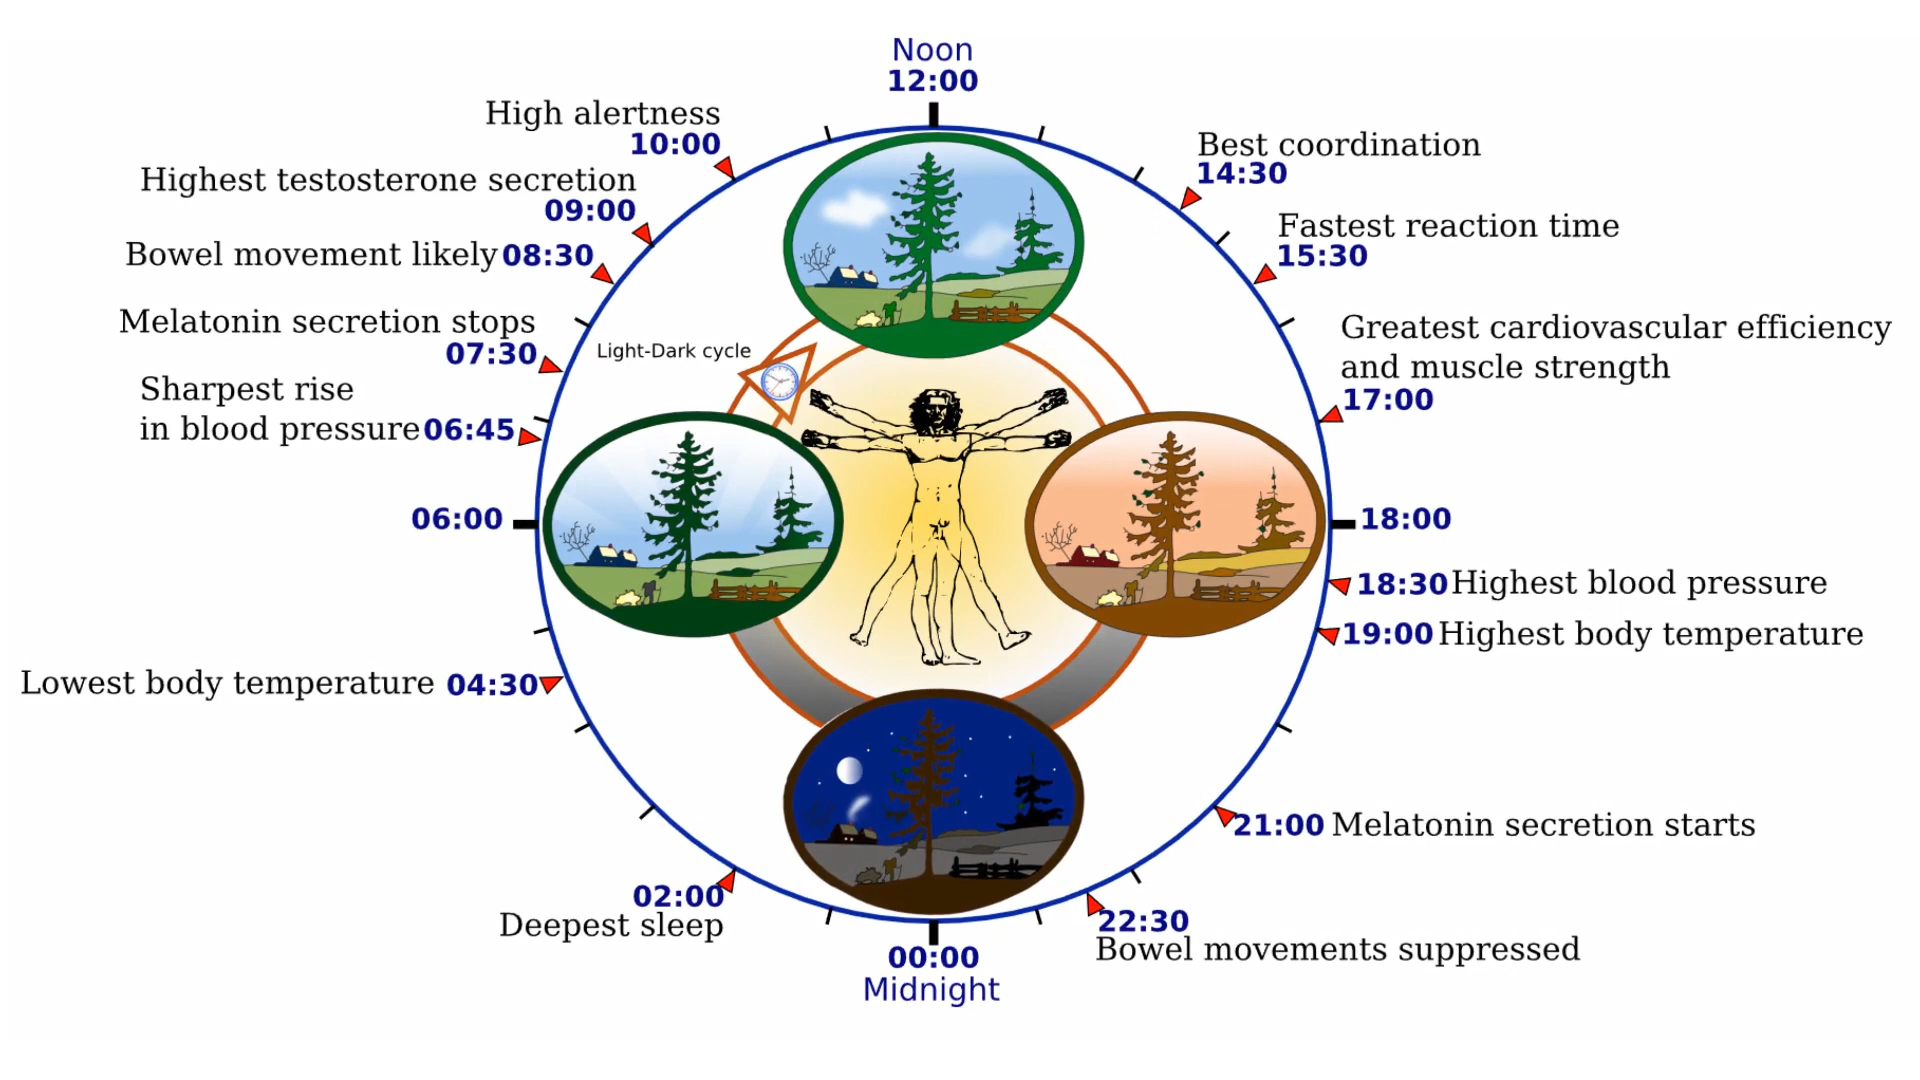 Noon
12:00
High alertness
10:00
Highest testosterone secretion
09:00
Bowel movement likely 08:30
Melatonin secretion stops
07:30
Sharpest rise
in blood pressure 06:45
06:00
Lowest body temperature 04:30
02:00
Deepest sleep
00:00
Midnight
Light-Dark cycle
Best coordination
14:30
Fastest reaction time
15:30
Greatest cardiovascular efficiency
and muscle strength
17:00
18:00
18:30 Highest blood pressure
19:00 Highest body temperature
21:00 Melatonin secretion starts
22:30
Bowel movements suppressed